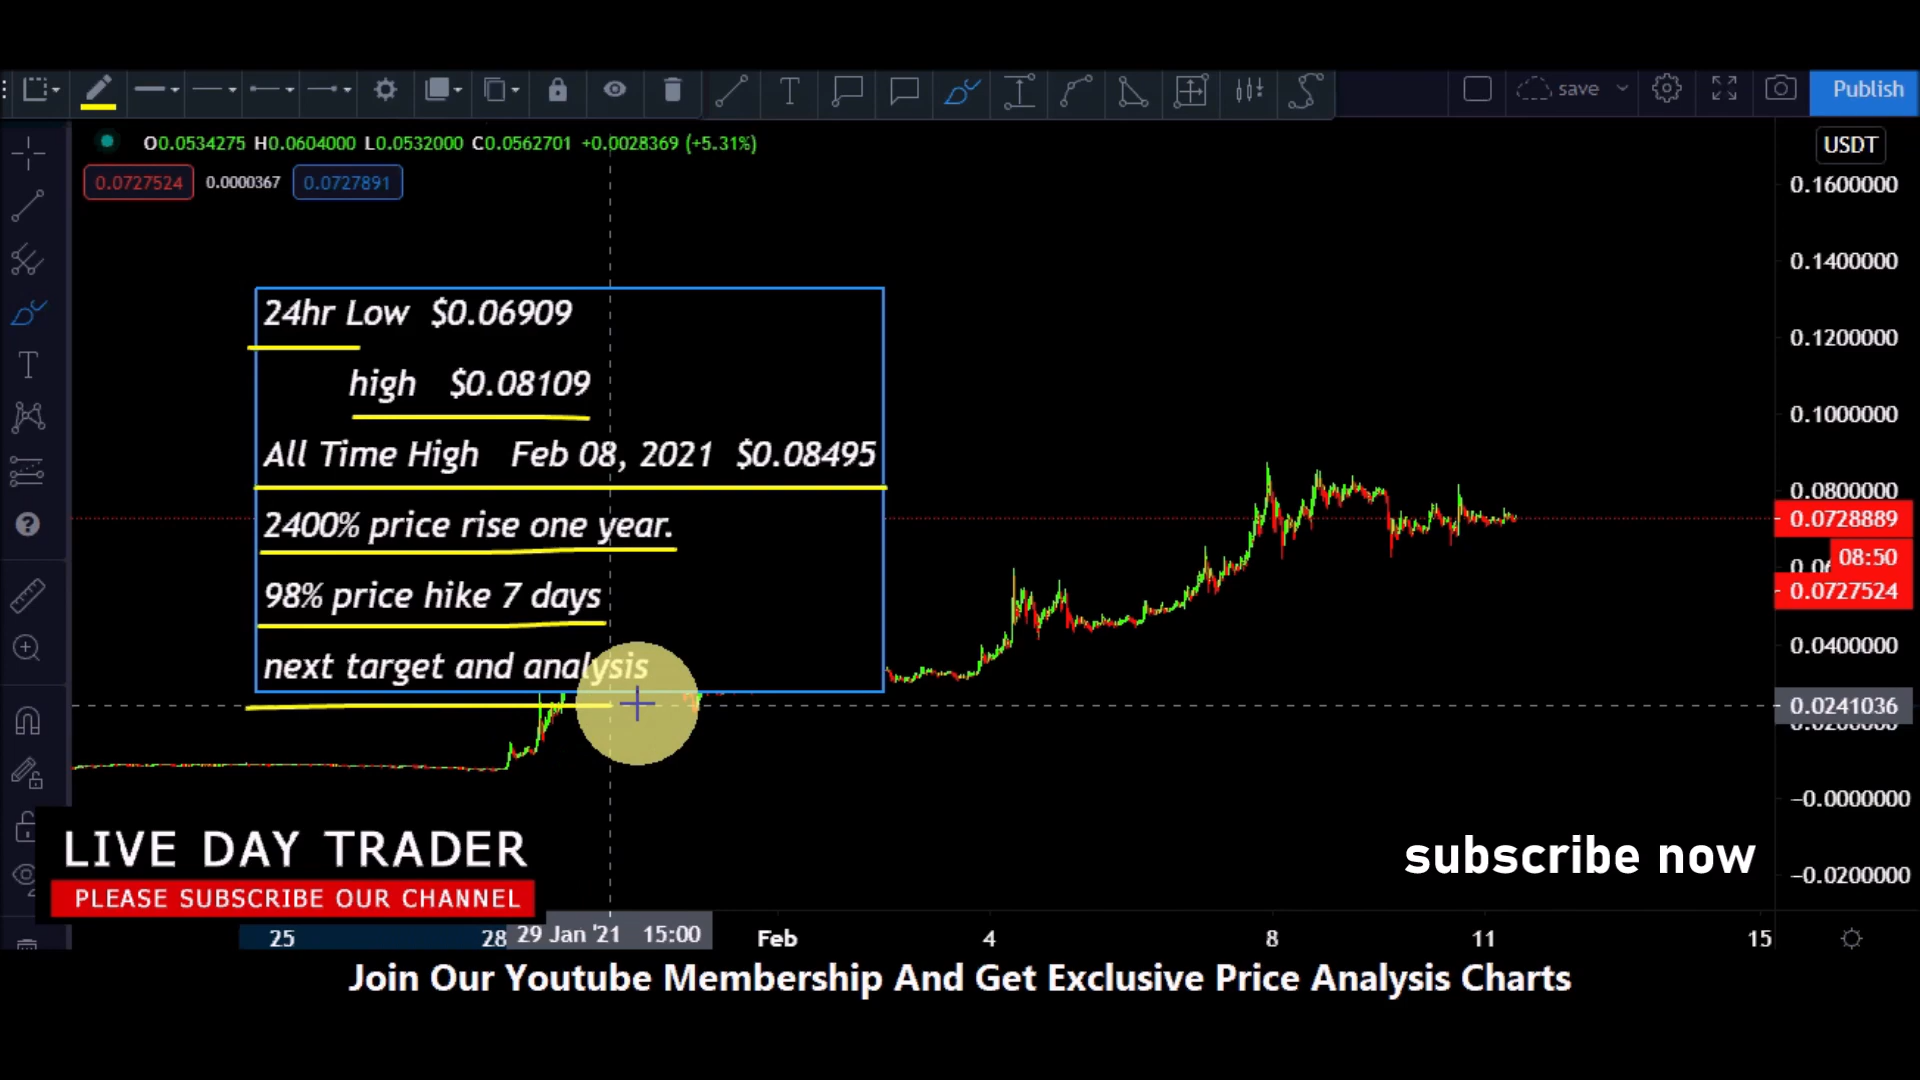 save
Publish
O0.0534275 H0.0604000 L0.0532000 C0.0562701 +0.0028369 (+5.31%)
USDT
0.0727524 0.0000367 0.0727891
0.1600000
0.1400000
0.1200000
0.1000000
0.0800000
0.0728889
08:50
0.0727524
0.0400000
0.0241036
−0.0000000
−0.0200000
24hr Low $0.06909
high $0.08109
All Time High Feb 08, 2021 $0.08495
2400% price rise one year.
98% price hike 7 days
next target and analysis
LIVE DAY TRADER
PLEASE SUBSCRIBE OUR CHANNEL
subscribe now
25 28 29 Jan '21 15:00 Feb 4 8 11 15
Join Our Youtube Membership And Get Exclusive Price Analysis Charts